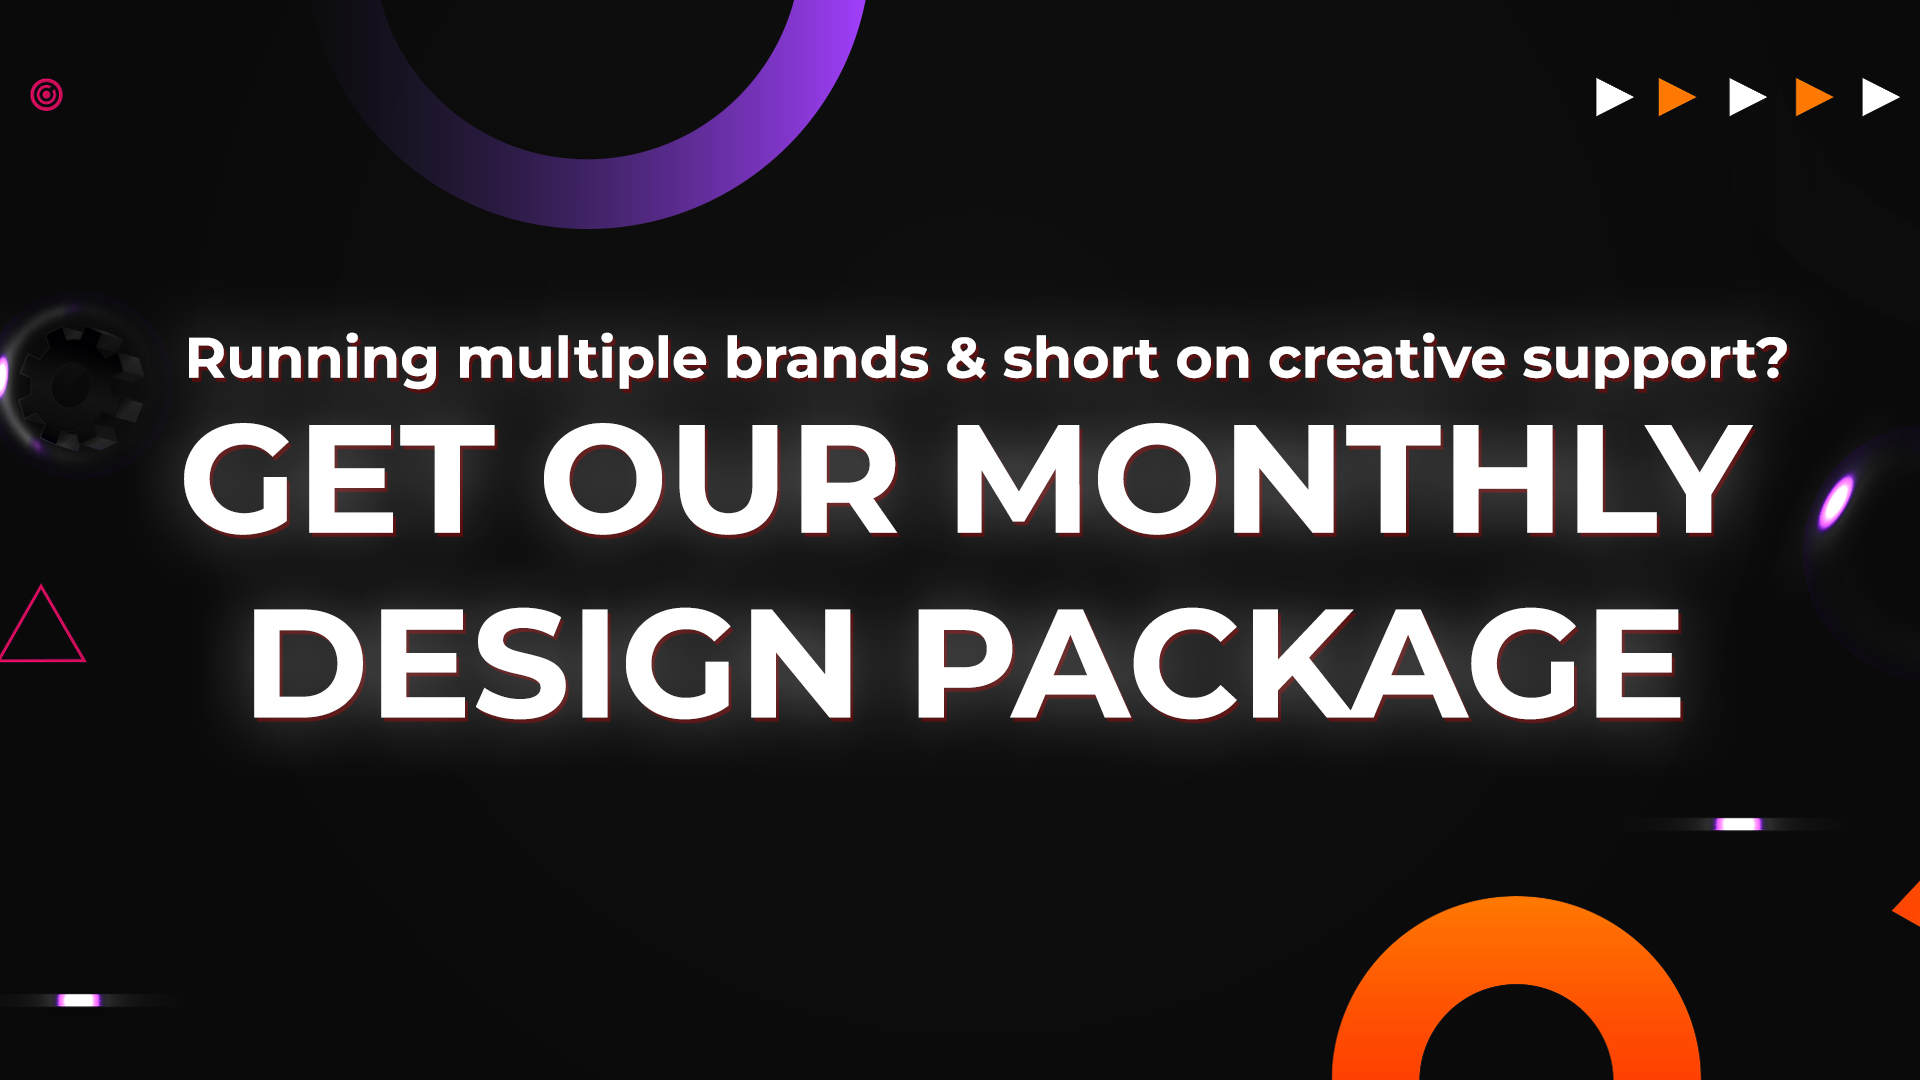 Running multiple brands & short on creative support?
GET OUR MONTHLY
DESIGN PACKAGE